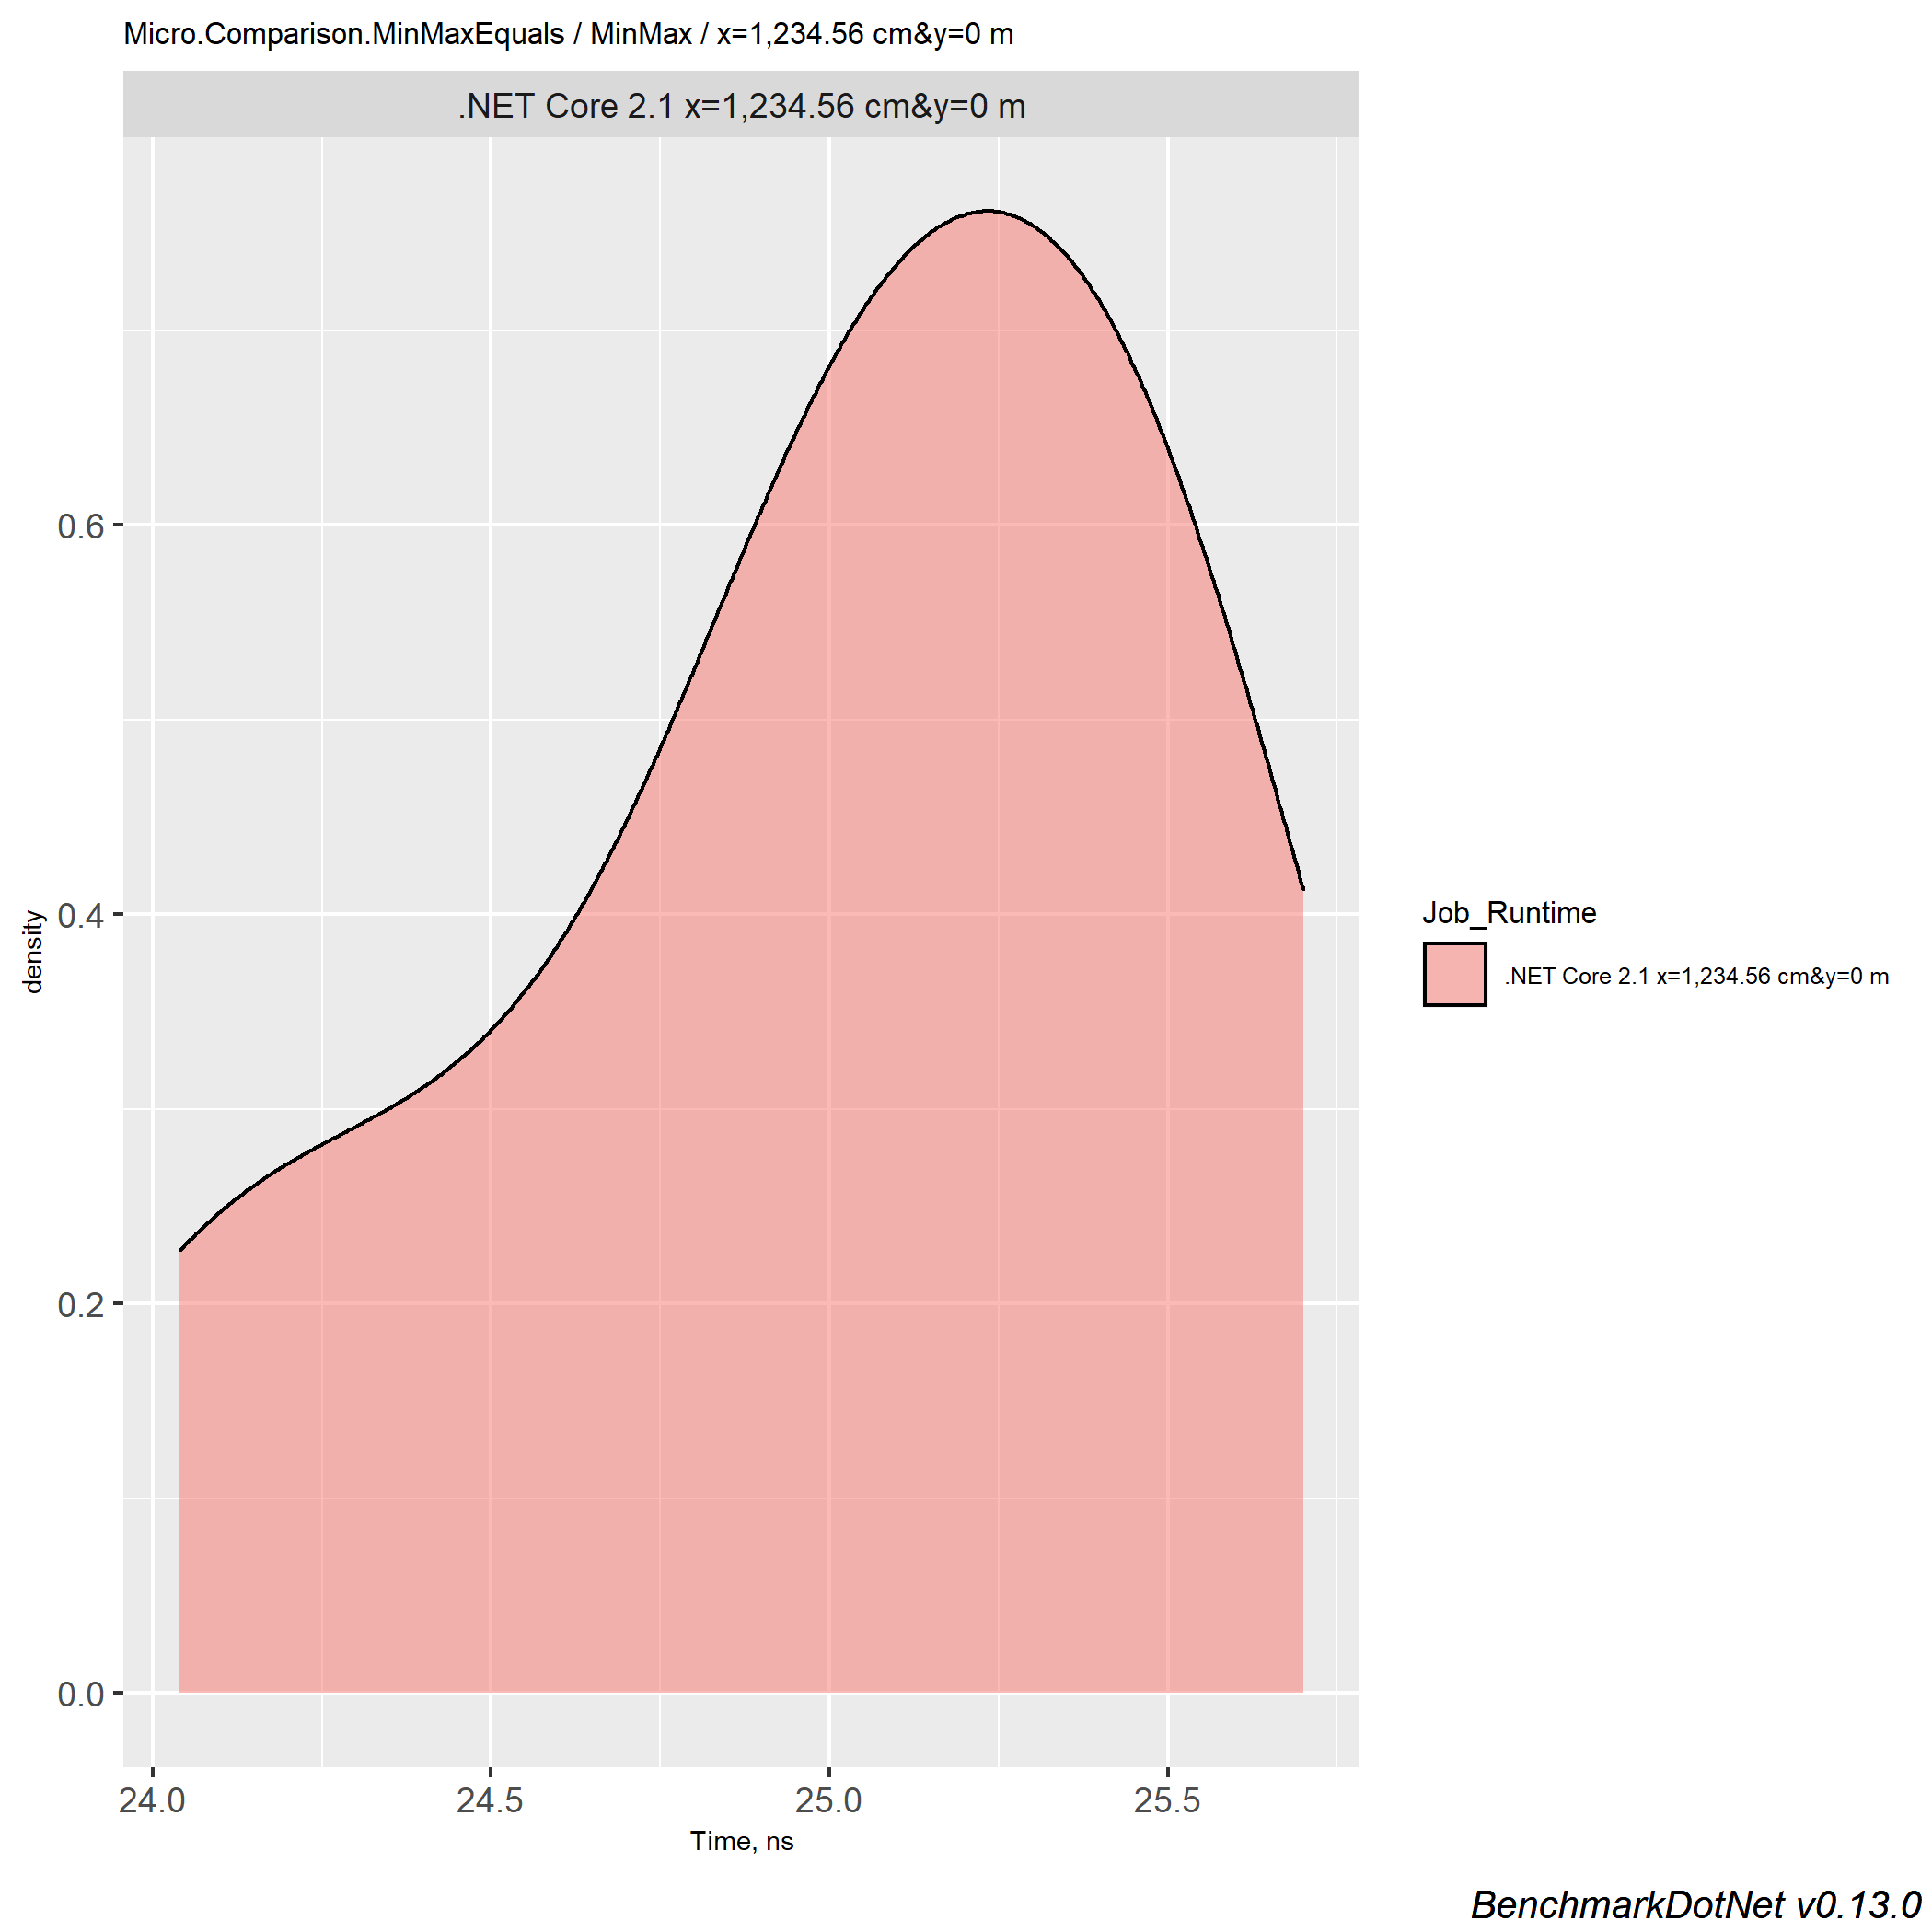 Micro.Comparison.MinMaxEquals / MinMax / x=1,234.56 cm&y=0 m
.NET Core 2.1 x=1,234.56 cm&y=0 m
0.6
0.4
0.2
0.0
density
24.0 24.5 25.0 25.5
Time, ns
Job_Runtime
.NET Core 2.1 x=1,234.56 cm&y=0 m
BenchmarkDotNet v0.13.0